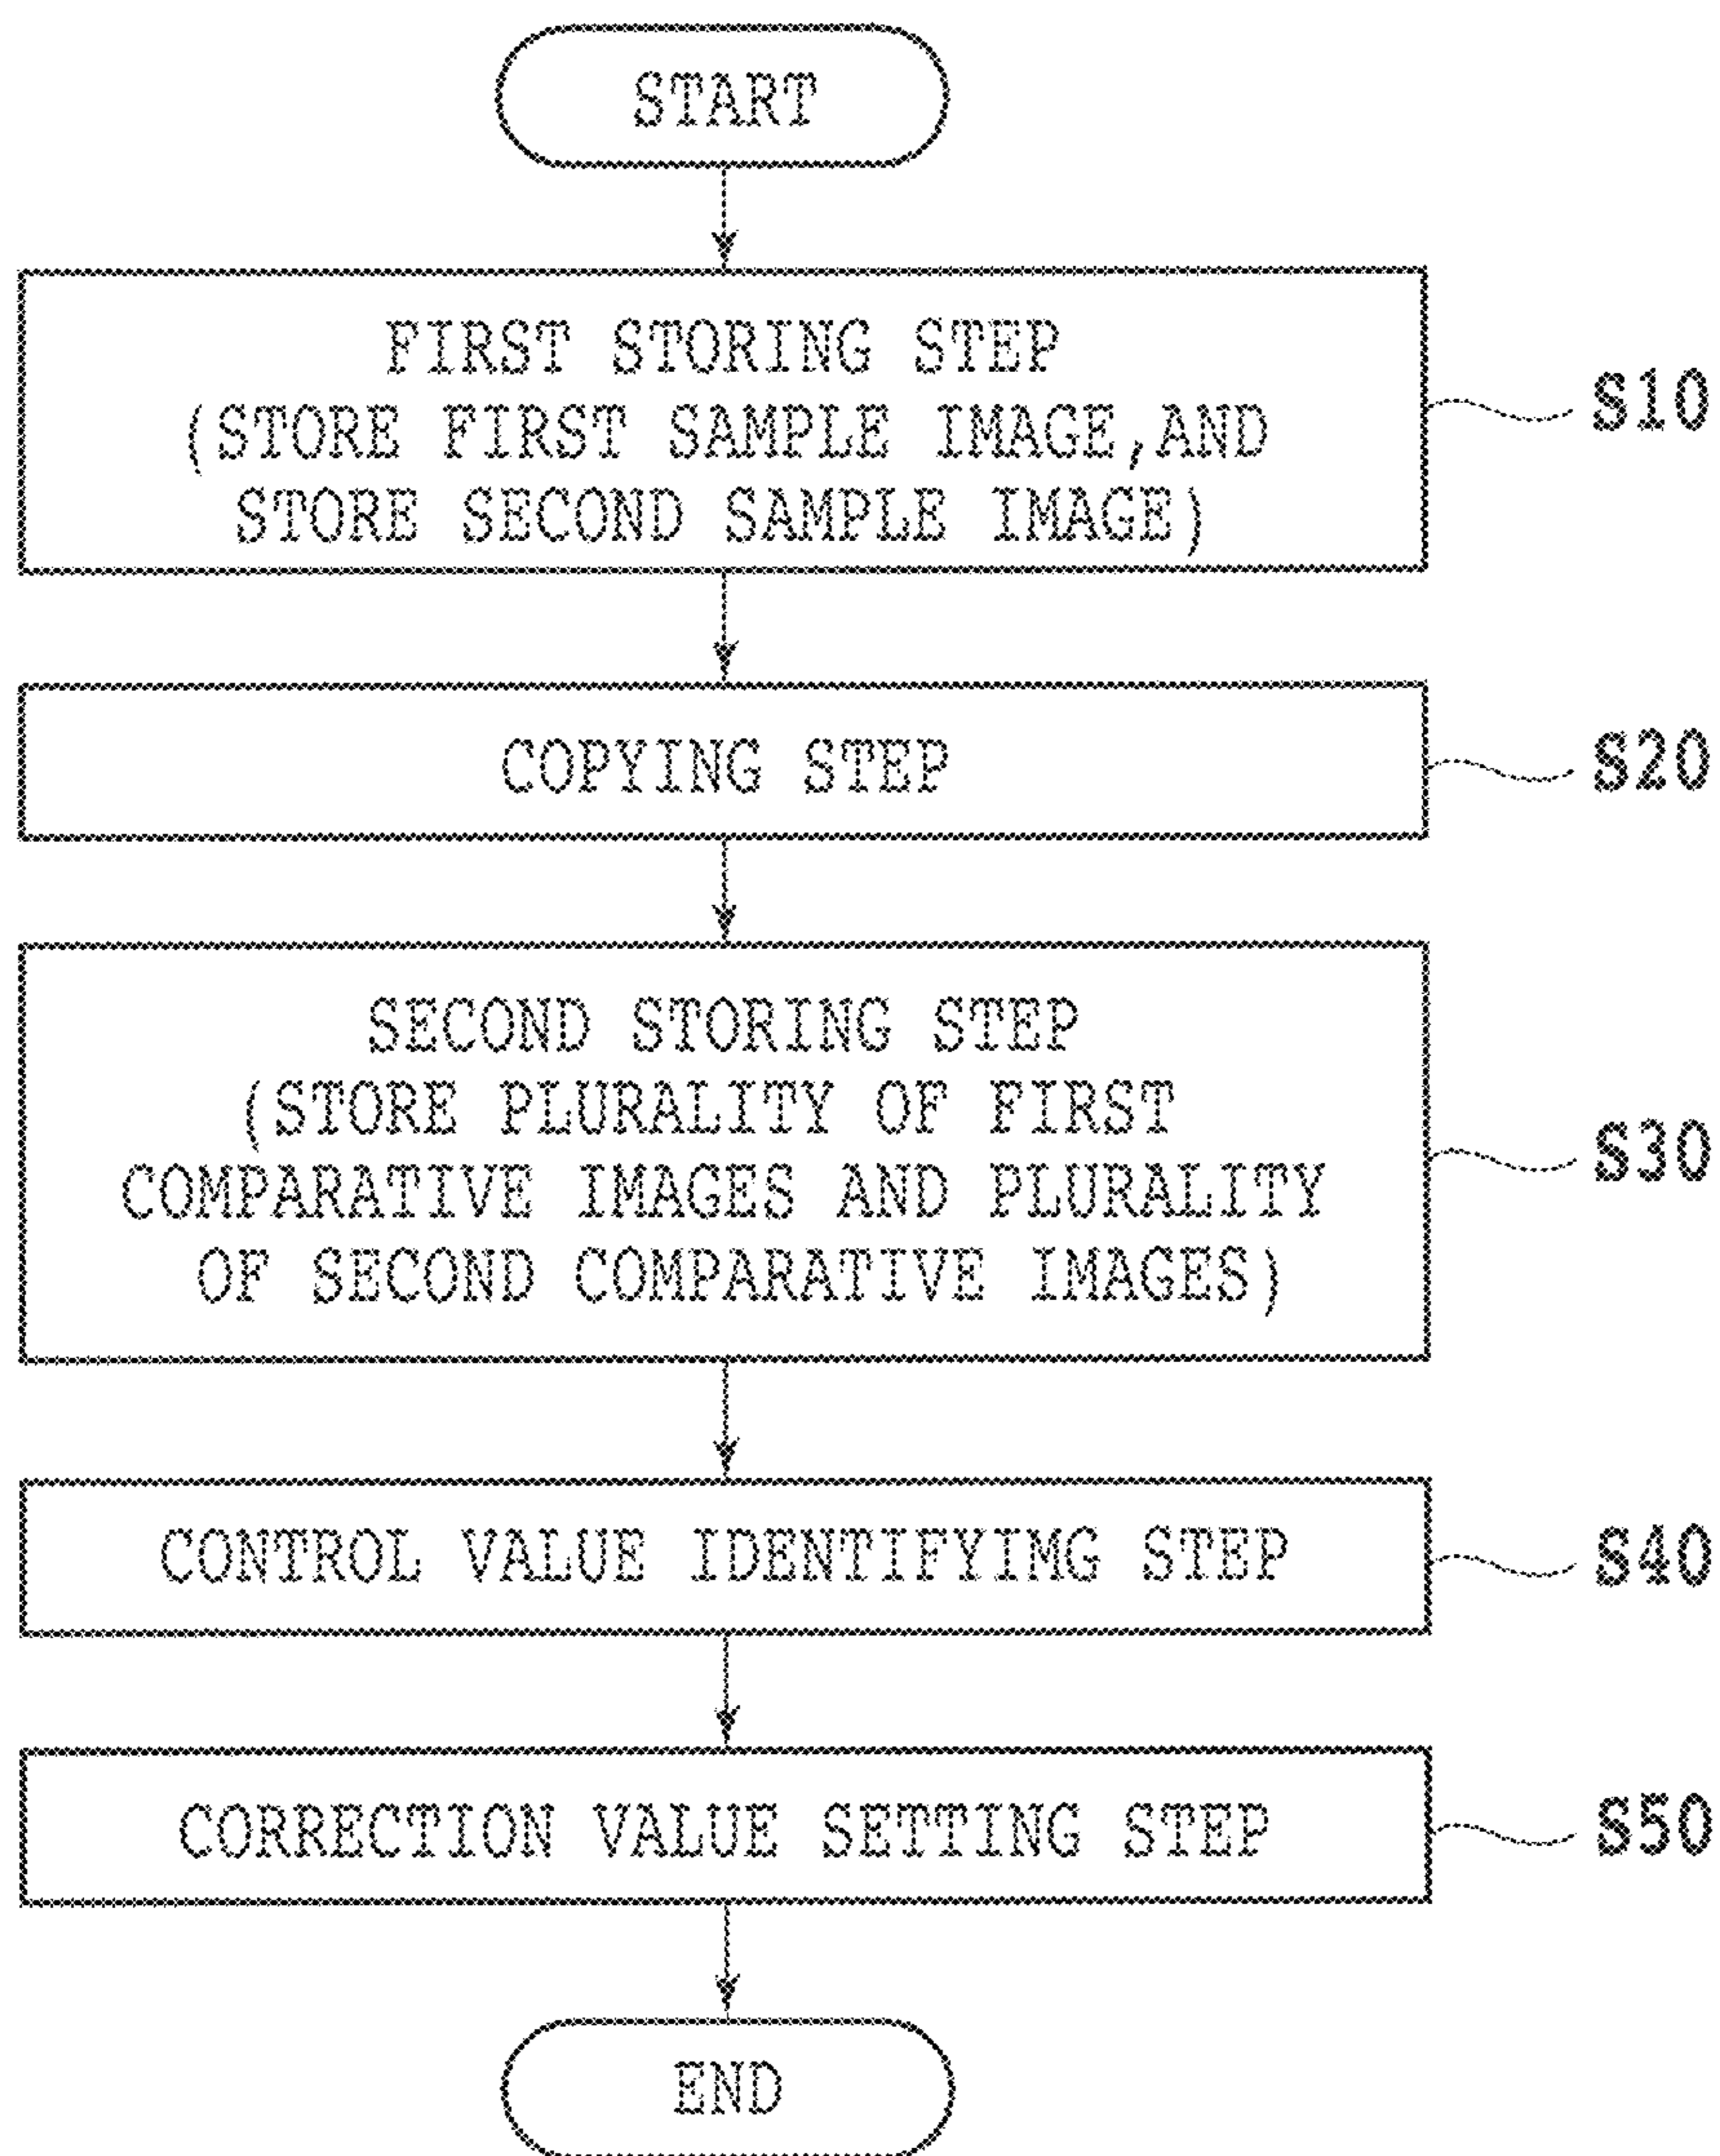 START
FIRST STORING STEP
(STORE FIRST SAMPLE IMAGE,AND
STORE SECOND SAMPLE IMAGE)
S10
COPYING STEP
S20
SECOND STORING STEP
(STORE PLURALITY OF FIRST
COMPARATIVE IMAGES AND PLURALITY
OF SECOND COMPARATIVE IMAGES)
S30
CONTROL VALUE IDENTIFYIMG STEP
S40
CORRECTION VALUE SETTING STEP
S50
END